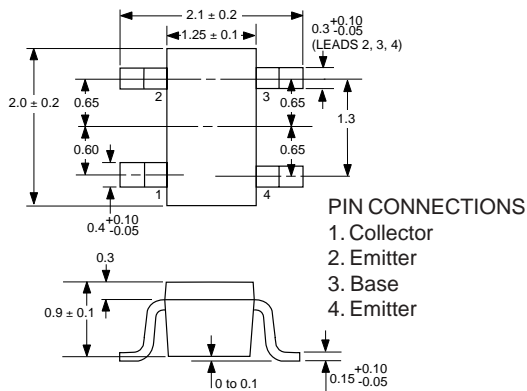 2.1 ± 0.2
1.25 ± 0.1
0.3 +0.10 -0.05
(LEADS 2, 3, 4)
2
3
2.0 ± 0.2
0.65
0.65
1.3
0.60
0.65
1
4
0.4 +0.10 -0.05
PIN CONNECTIONS
1. Collector
2. Emitter
3. Base
4. Emitter
0.3
0.9 ± 0.1
0 to 0.1
0.15 +0.10 -0.05